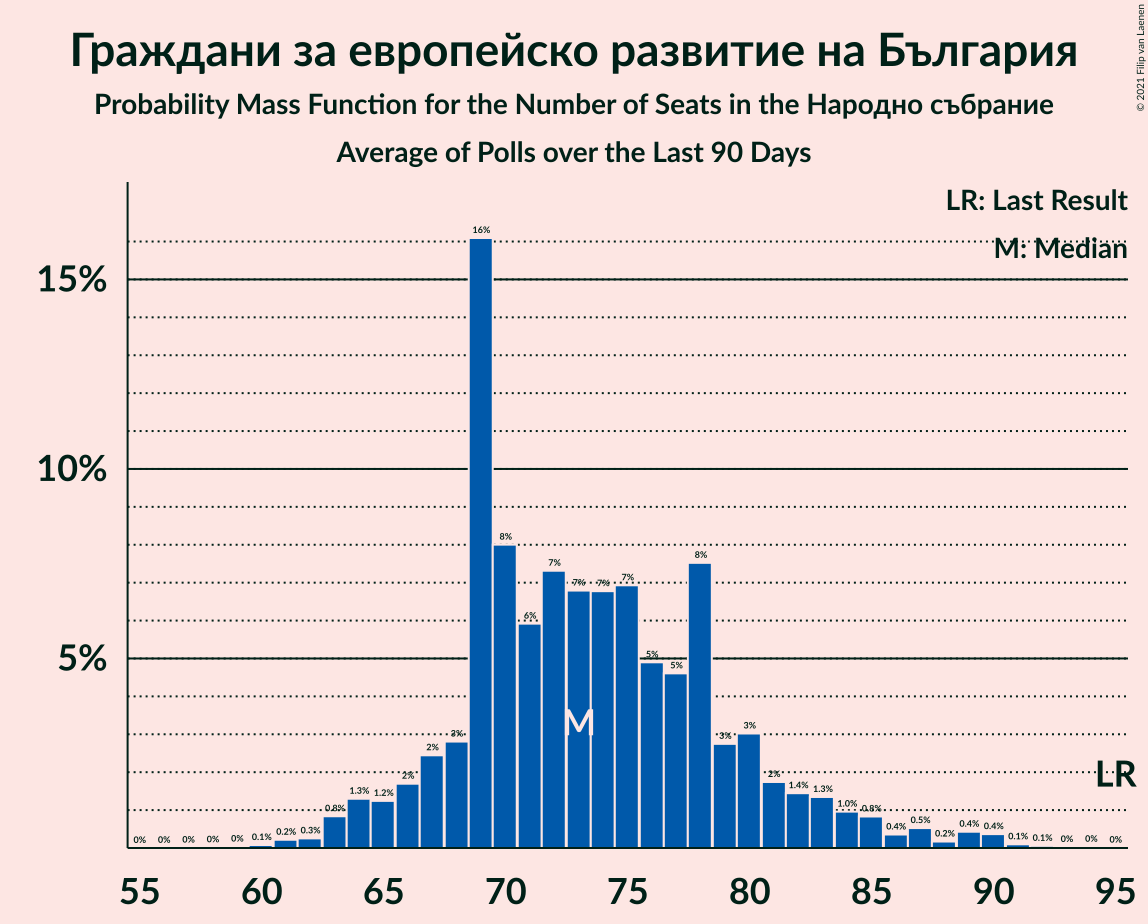 Граждани за европейско развитие на България
Probability Mass Function for the Number of Seats in the Народно събрание
Average of Polls over the Last 90 Days
© 2021 Filip van Laenen
LR: Last Result
M: Median
15%
10%
5%
0% 0% 0% 0% 0% 0.1% 0.2% 0.3% 0.8% 1.3% 1.2% 2% 2% 3% 16% 8% 6% 7% 7% 7% 7% 5% 5% 8% 3% 3% 2% 1.4% 1.3% 1.0% 0.8% 0.4% 0.5% 0.2% 0.4% 0.4% 0.1% 0.1% 0% 0% 0%
M
LR
55 60 65 70 75 80 85 90 95